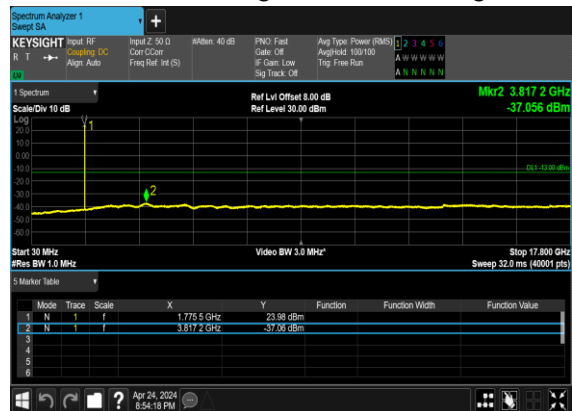 Spectrum Analyzer 1
Swept SA
+
KEYSIGHT Input: RF Input Z: 50 Ω #Atten: 40 dB PNO: Fast Avg Type: Power (RMS) 1 2 3 4 5 6
R T Coupling: DC Corr CCorr Gate: Off Avg|Hold: 100/100 A W W W W W
Align: Auto Freq Ref: Int (S) IF Gain: Low Trig: Free Run
Sig Track: Off A N N N N N
LW
1 Spectrum Ref Lvl Offset 8.00 dB Mkr2 3.817 2 GHz
Scale/Div 10 dB Ref Level 30.00 dBm -37.056 dBm
Log
1
20.0
10.0
0.00
-10.0
DL1 -13.00 dBm
-20.0
-30.0
2
-40.0
-50.0
-60.0
Start 30 MHz Video BW 3.0 MHz* Stop 17.800 GHz
#Res BW 1.0 MHz Sweep 32.0 ms (40001 pts)
5 Marker Table
Mode Trace Scale X Y Function Function Width Function Value
1 N 1 f 1.775 5 GHz 23.98 dBm
2 N 1 f 3.817 2 GHz -37.06 dBm
3
4
5
6
? Apr 24, 2024
8:54:18 PM